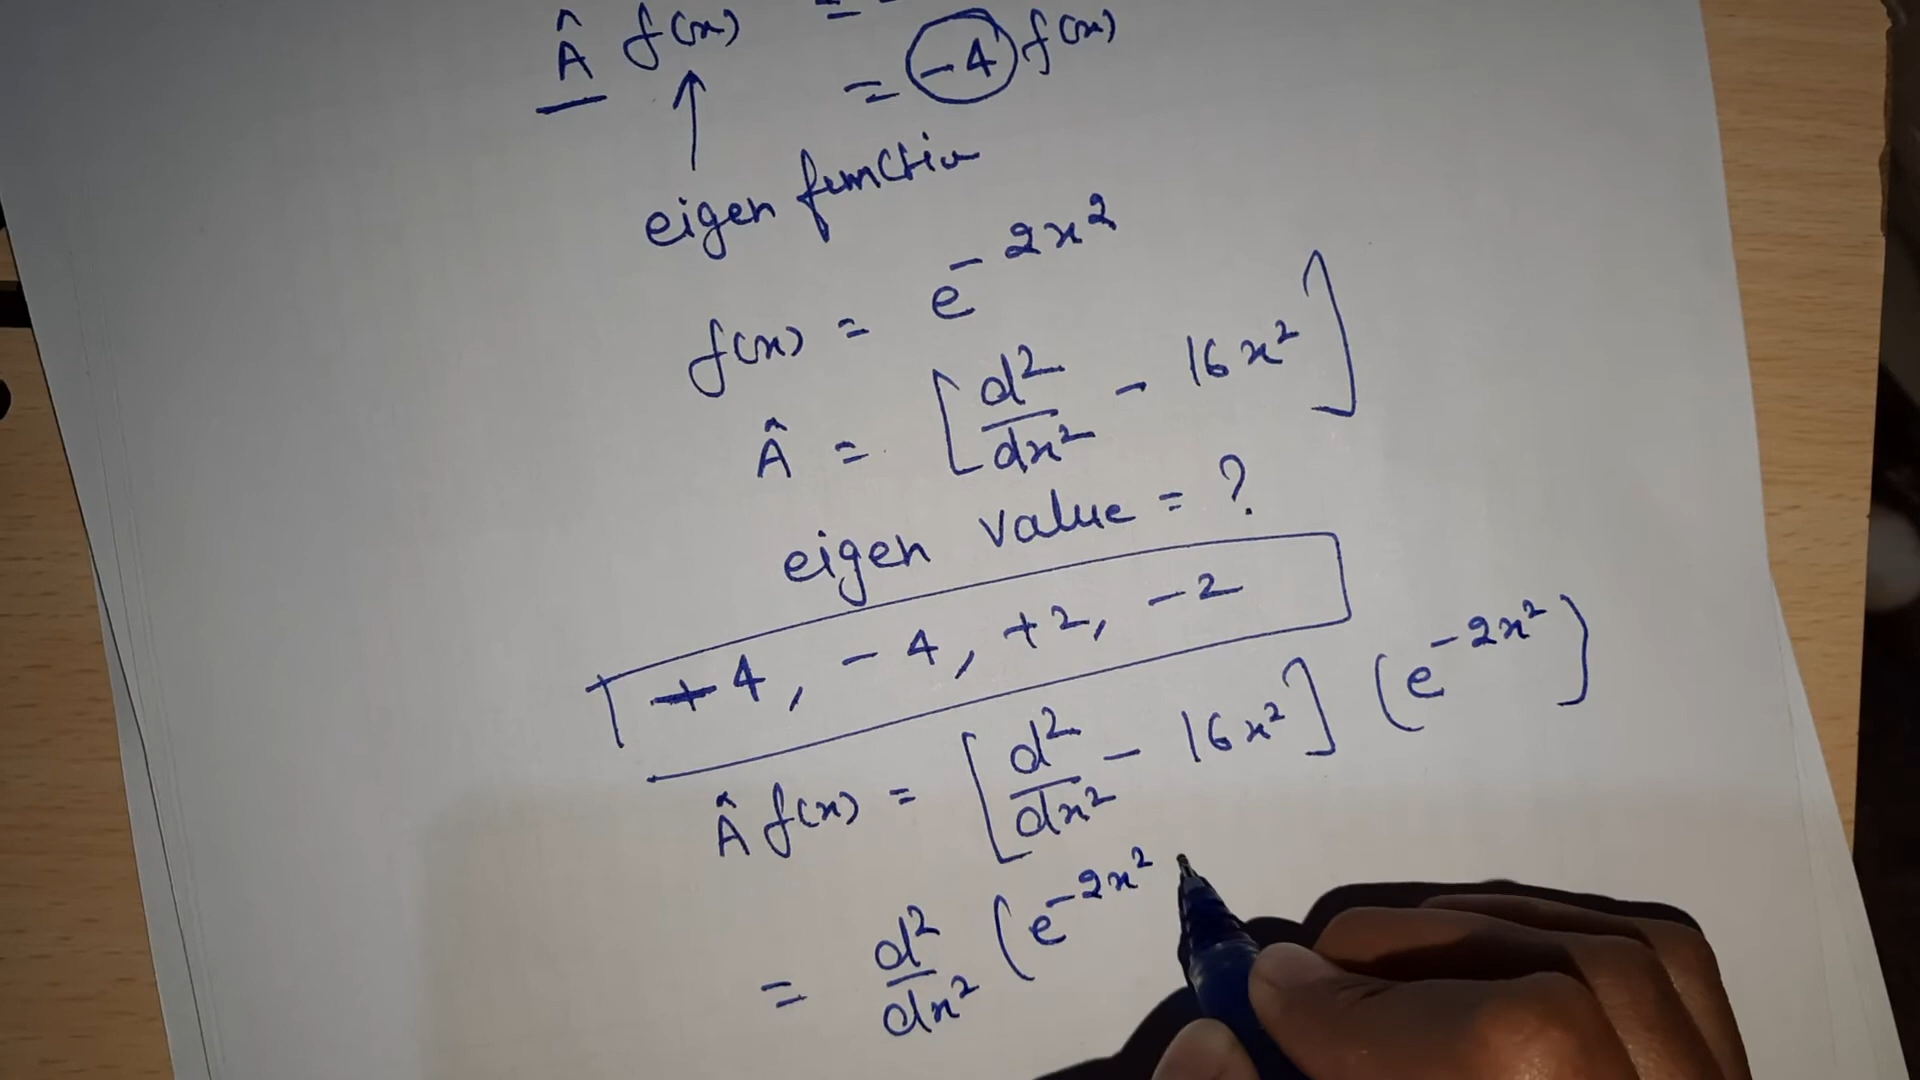 Â f(x) =
= -4 f(x)
eigen function
f(x) = e^{-2x²}
Â = [d²/dx² - 16x²]
eigen value = ?
+4, -4, +2, -2
Â f(x) = [d²/dx² - 16x²] (e^{-2x²})
= d²/dx² (e^{-2x²}